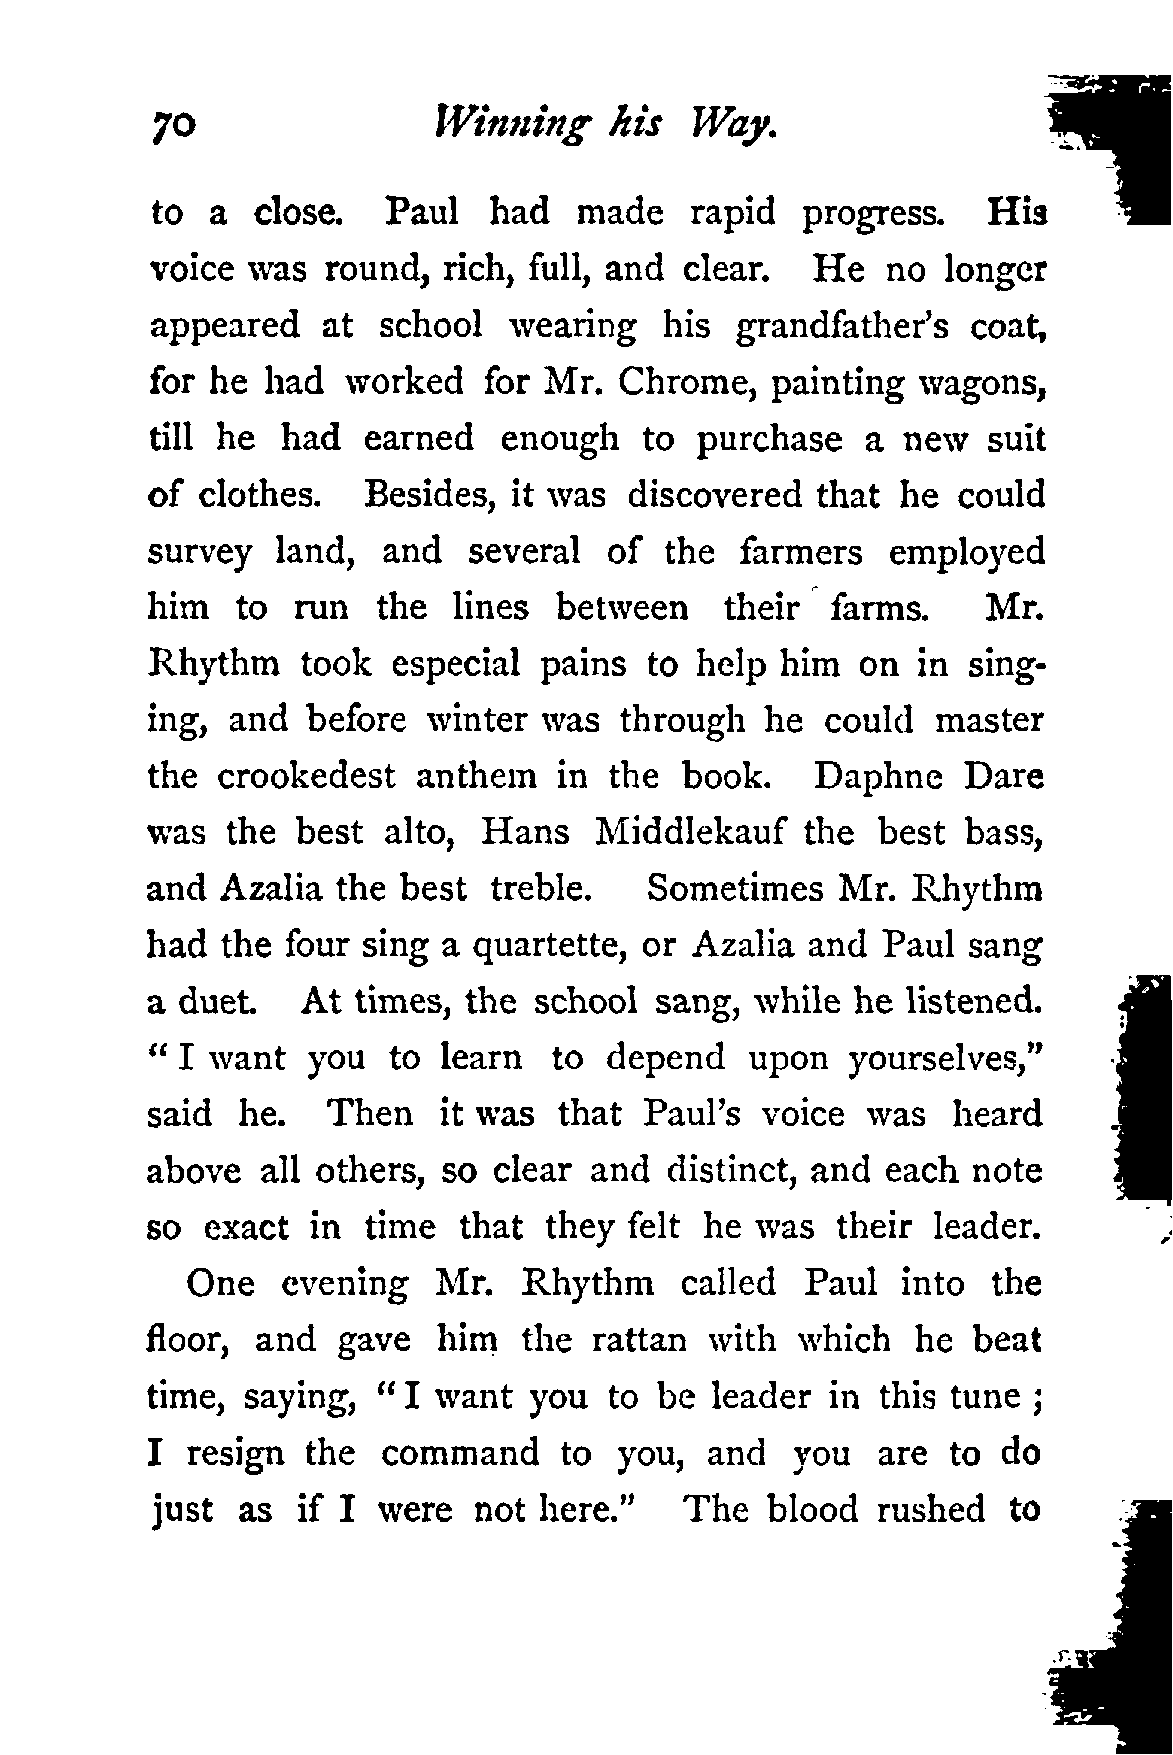 70 Winning his Way.
to a close. Paul had made rapid progress. His
voice was round, rich, full, and clear. He no longer
appeared at school wearing his grandfather's coat,
for he had worked for Mr. Chrome, painting wagons,
till he had earned enough to purchase a new suit
of clothes. Besides, it was discovered that he could
survey land, and several of the farmers employed
him to run the lines between their farms. Mr.
Rhythm took especial pains to help him on in sing-
ing, and before winter was through he could master
the crookedest anthem in the book. Daphne Dare
was the best alto, Hans Middlekauf the best bass,
and Azalia the best treble. Sometimes Mr. Rhythm
had the four sing a quartette, or Azalia and Paul sang
a duet. At times, the school sang, while he listened.
“ I want you to learn to depend upon yourselves,”
said he. Then it was that Paul's voice was heard
above all others, so clear and distinct, and each note
so exact in time that they felt he was their leader.
One evening Mr. Rhythm called Paul into the
floor, and gave him the rattan with which he beat
time, saying, “ I want you to be leader in this tune ;
I resign the command to you, and you are to do
just as if I were not here.” The blood rushed to